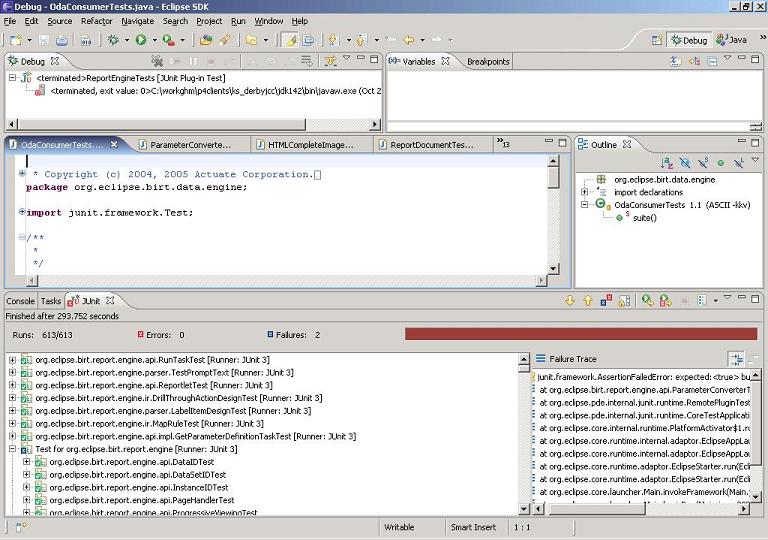 Debug - OdaConsumerTests.java - Eclipse SDK
File Edit Source Refactor Navigate Search Project Run Window Help
Debug Java
Debug
<terminated>ReportEngineTests [JUnit Plug-in Test]
<terminated, exit value: 0>C:\workghm\p4clients\ks_derbyjcc\jdk142\bin\javaw.exe (Oct 2
Variables Breakpoints
OdaConsumerTests.... ParameterConverte... HTMLCompleteImage... ReportDocumentTes... »13
* Copyright (c) 2004, 2005 Actuate Corporation.
package org.eclipse.birt.data.engine;
import junit.framework.Test;
/**
*
*/
Outline
org.eclipse.birt.data.engine
import declarations
OdaConsumerTests 1.1 (ASCII -kkv)
suite()
Console Tasks JUnit
Finished after 293.752 seconds
Runs: 613/613 Errors: 0 Failures: 2
org.eclipse.birt.report.engine.api.RunTaskTest [Runner: JUnit 3]
org.eclipse.birt.report.engine.parser.TestPromptText [Runner: JUnit 3]
org.eclipse.birt.report.engine.api.ReportletTest [Runner: JUnit 3]
org.eclipse.birt.report.engine.ir.DrillThroughActionDesignTest [Runner: JUnit 3]
org.eclipse.birt.report.engine.parser.LabelItemDesignTest [Runner: JUnit 3]
org.eclipse.birt.report.engine.ir.MapRuleTest [Runner: JUnit 3]
org.eclipse.birt.report.engine.api.impl.GetParameterDefinitionTaskTest [Runner: JUnit 3]
Test for org.eclipse.birt.report.engine [Runner: JUnit 3]
org.eclipse.birt.report.engine.api.DataIDTest
org.eclipse.birt.report.engine.api.DataSetIDTest
org.eclipse.birt.report.engine.api.InstanceIDTest
org.eclipse.birt.report.engine.api.PageHandlerTest
org.eclipse.birt.report.engine.api.ProgressiveViewingTest
Failure Trace
junit.framework.AssertionFailedError: expected:<true> bu
at org.eclipse.birt.report.engine.api.ParameterConverterT
at org.eclipse.pde.internal.junit.runtime.RemotePluginTest
at org.eclipse.pde.internal.junit.runtime.CoreTestApplicati
at org.eclipse.core.internal.runtime.PlatformActivator$1.ru
at org.eclipse.core.runtime.internal.adaptor.EclipseAppLau
at org.eclipse.core.runtime.internal.adaptor.EclipseAppLau
at org.eclipse.core.runtime.adaptor.EclipseStarter.run(Ecl
at org.eclipse.core.runtime.adaptor.EclipseStarter.run(Ecl
at org.eclipse.core.launcher.Main.invokeFramework(Main.
Writable Smart Insert 1 : 1